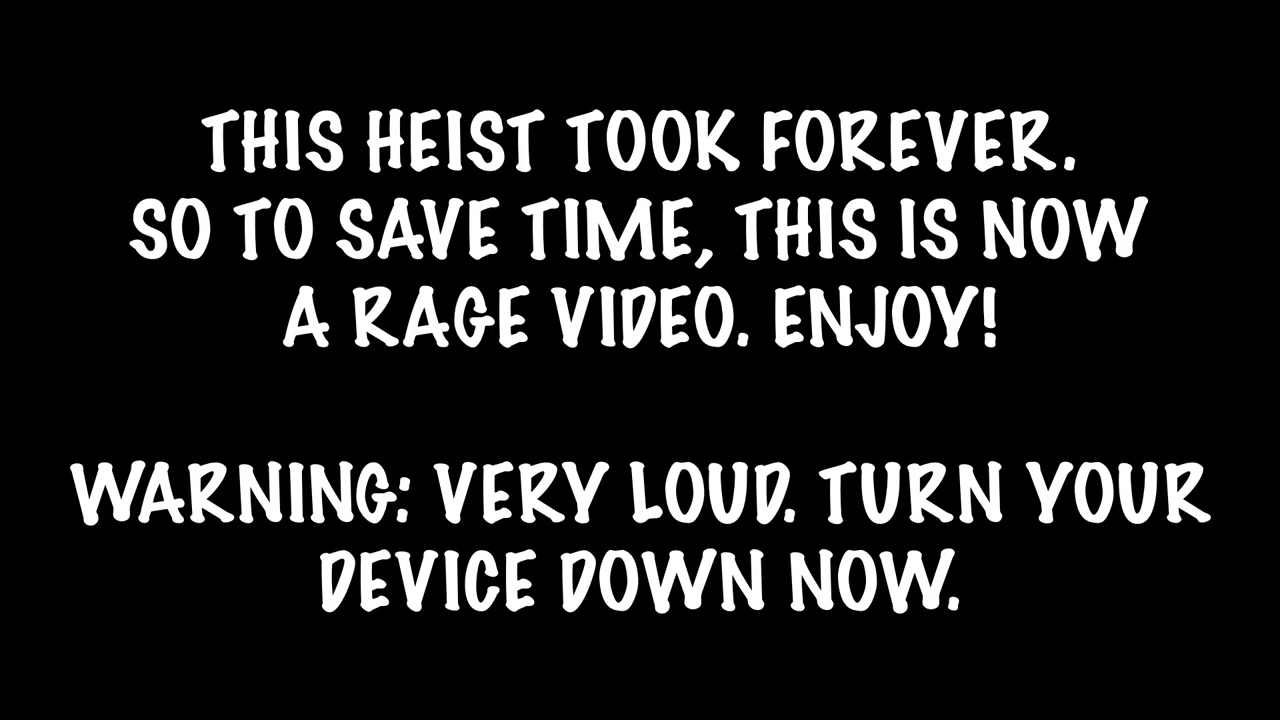 THIS HEIST TOOK FOREVER.
SO TO SAVE TIME, THIS IS NOW
A RAGE VIDEO. ENJOY!
WARNING: VERY LOUD. TURN YOUR
DEVICE DOWN NOW.